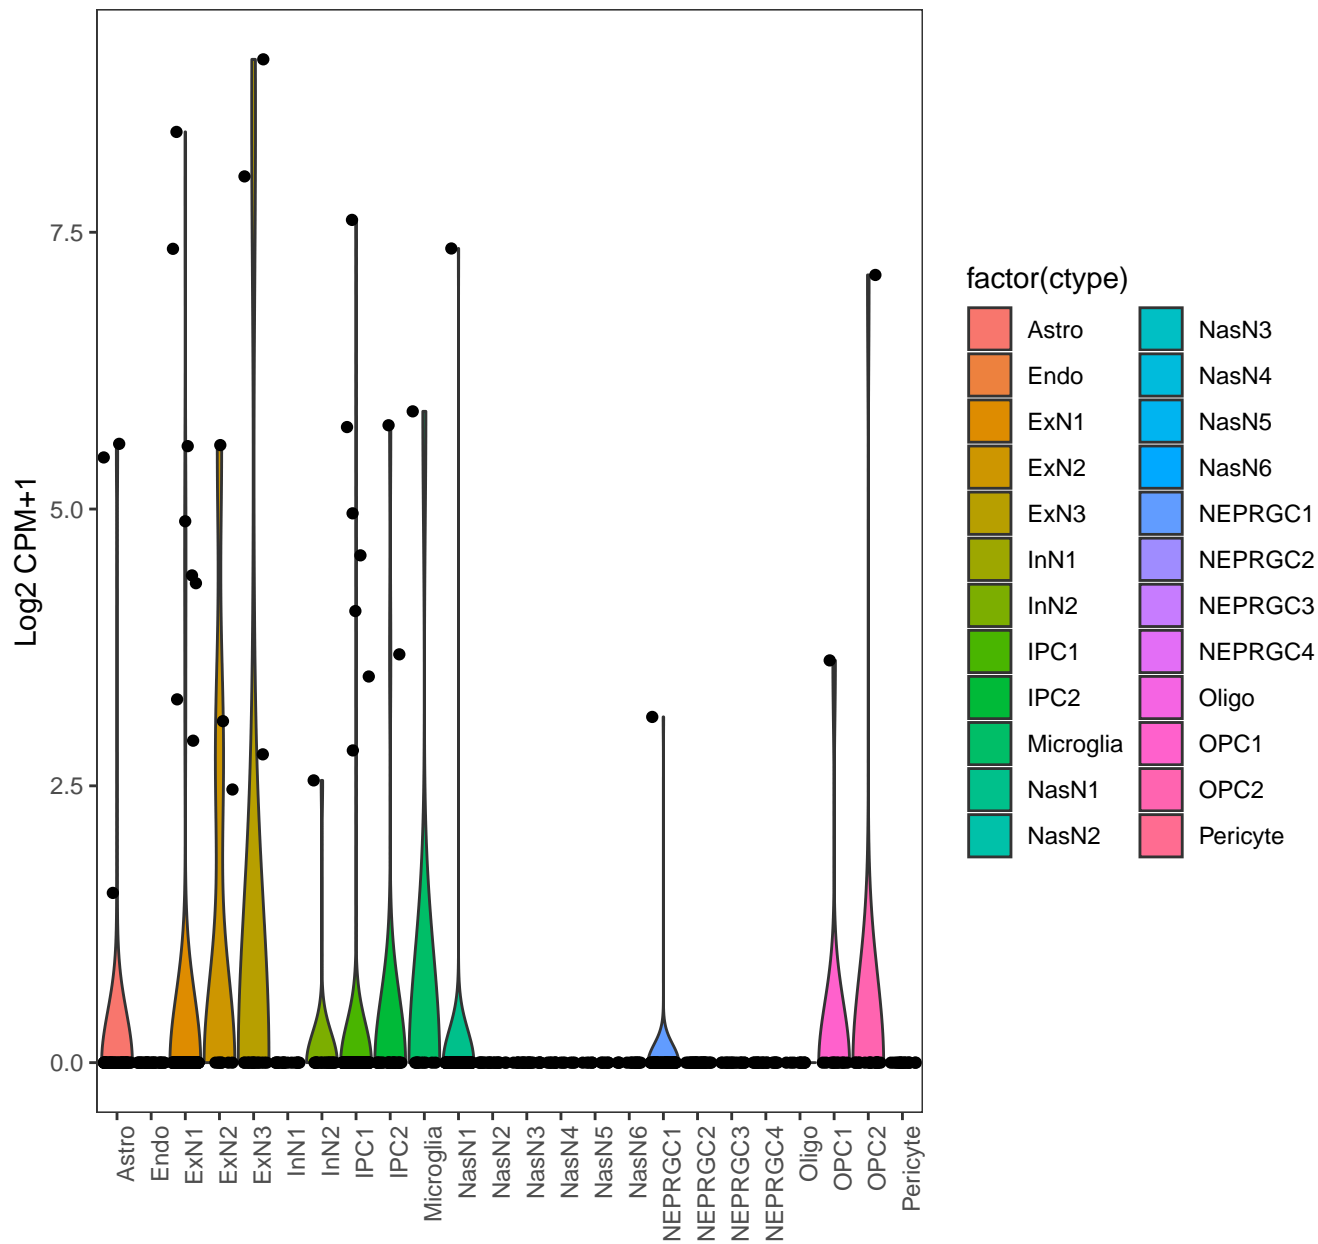 Log2 CPM+1
7.5
5.0
2.5
0.0
Astro
Endo
ExN1
ExN2
ExN3
InN1
InN2
IPC1
IPC2
Microglia
NasN1
NasN2
NasN3
NasN4
NasN5
NasN6
NEPRGC1
NEPRGC2
NEPRGC3
NEPRGC4
Oligo
OPC1
OPC2
Pericyte
factor(ctype)
Astro
Endo
ExN1
ExN2
ExN3
InN1
InN2
IPC1
IPC2
Microglia
NasN1
NasN2
NasN3
NasN4
NasN5
NasN6
NEPRGC1
NEPRGC2
NEPRGC3
NEPRGC4
Oligo
OPC1
OPC2
Pericyte